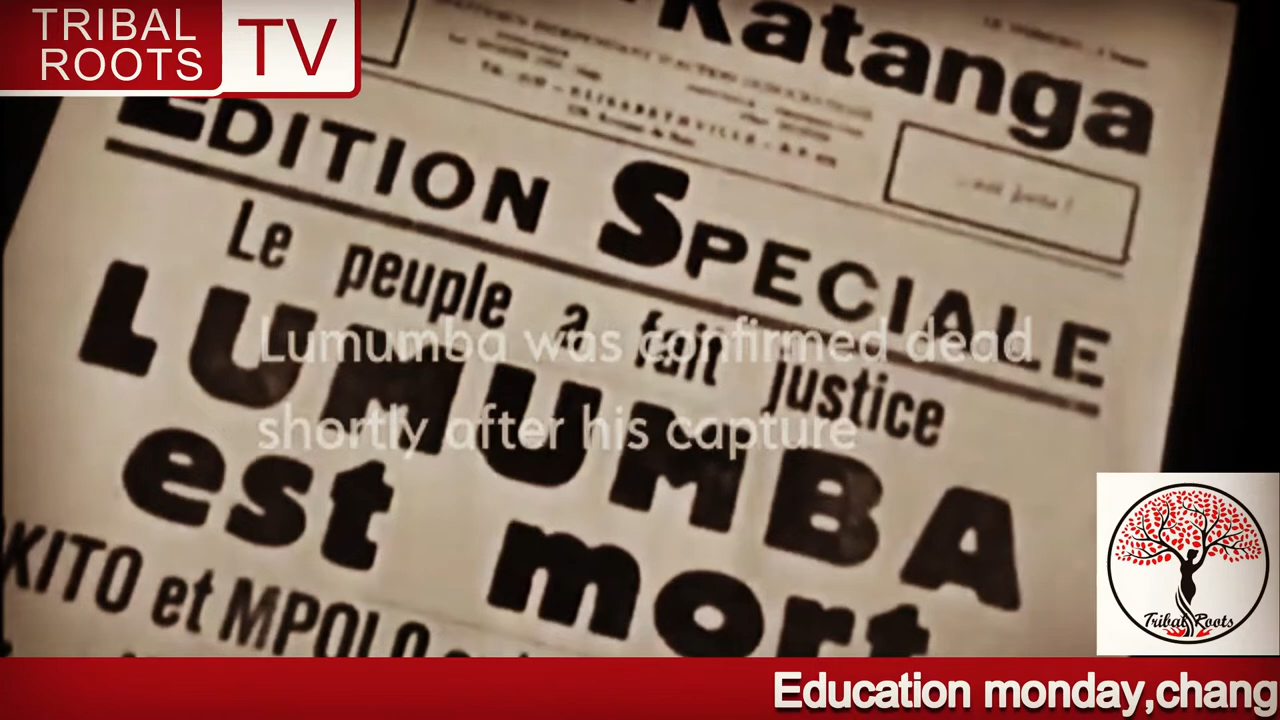 TRIBAL
ROOTS
TV
Katanga
ELISABETHVILLE
EDITION SPECIALE
Le peuple a fait justice
LUMUMBA
est mort
KITO et MPOLO
Lumumba was confirmed dead
shortly after his capture
Tribal Roots
Education monday,chang